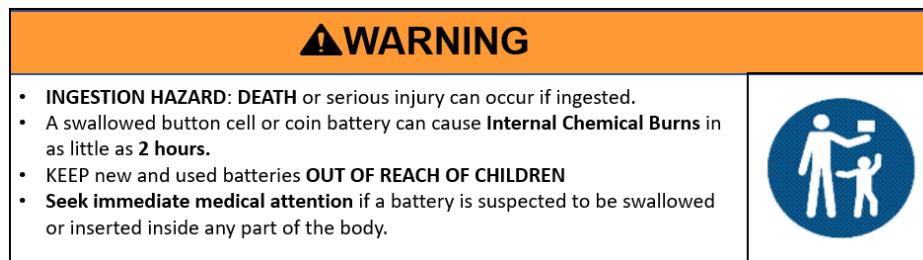 WARNING
• INGESTION HAZARD: DEATH or serious injury can occur if ingested.
• A swallowed button cell or coin battery can cause Internal Chemical Burns in
as little as 2 hours.
• KEEP new and used batteries OUT OF REACH OF CHILDREN
• Seek immediate medical attention if a battery is suspected to be swallowed
or inserted inside any part of the body.